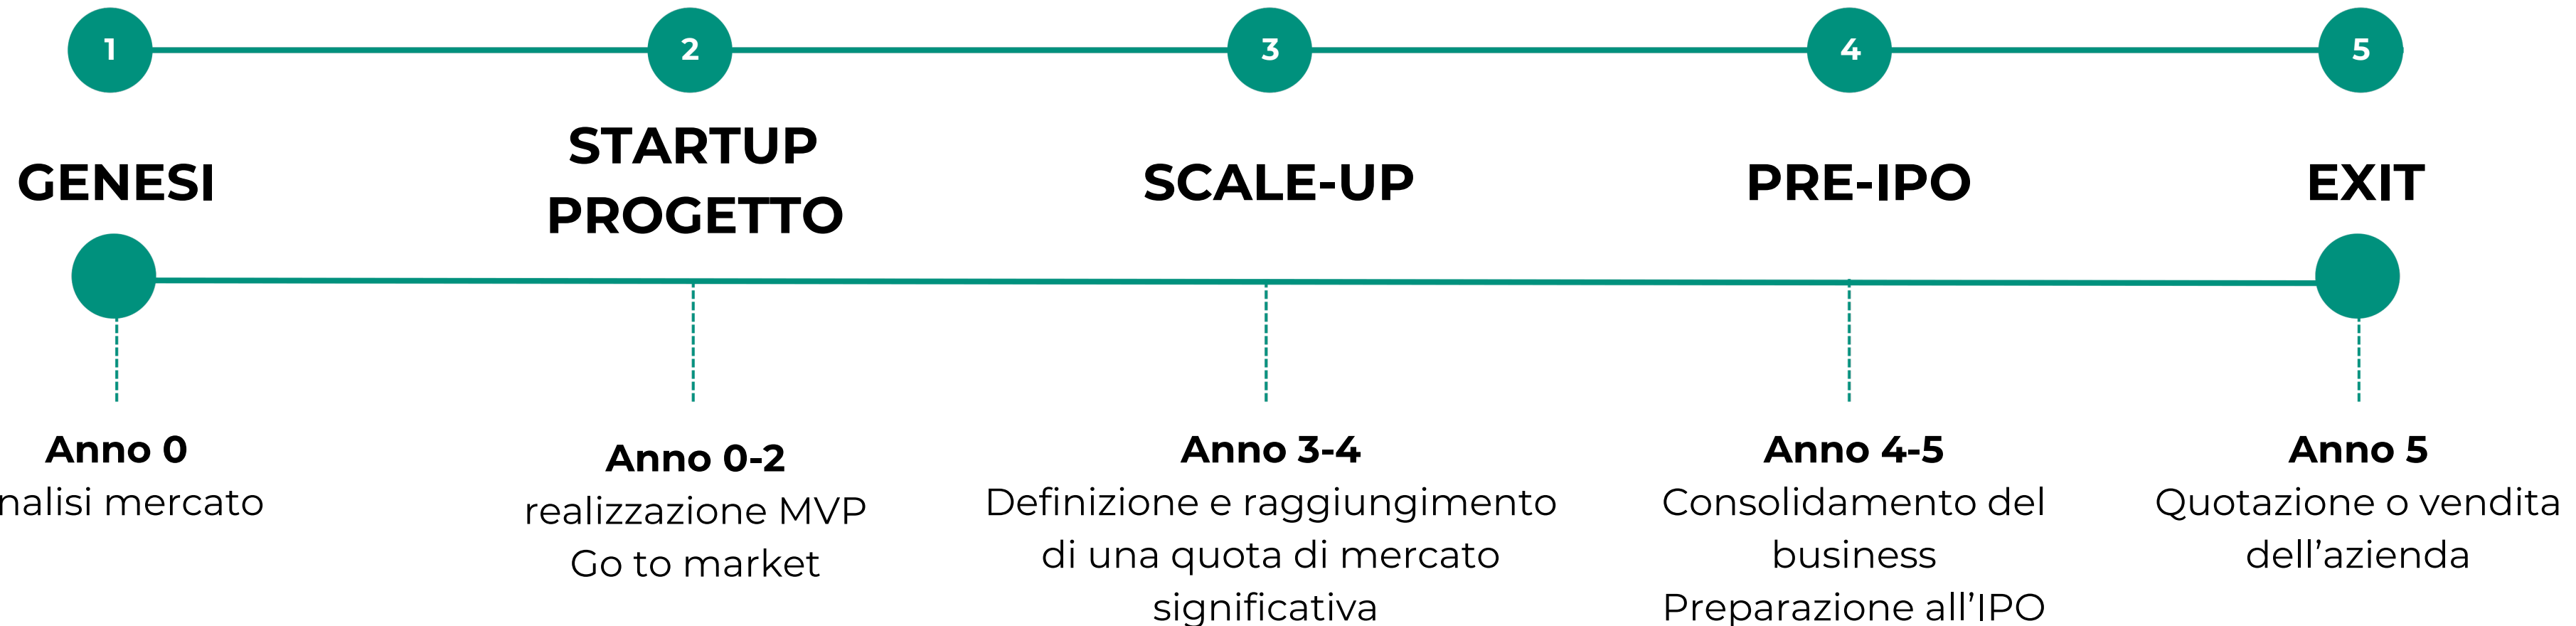 1
2
3
4
5
GENESI
STARTUP
PROGETTO
SCALE-UP
PRE-IPO
EXIT
Anno 0
nalisi mercato
Anno 0-2
realizzazione MVP
Go to market
Anno 3-4
Definizione e raggiungimento
di una quota di mercato
significativa
Anno 4-5
Consolidamento del
business
Preparazione all'IPO
Anno 5
Quotazione o vendita
dell'azienda